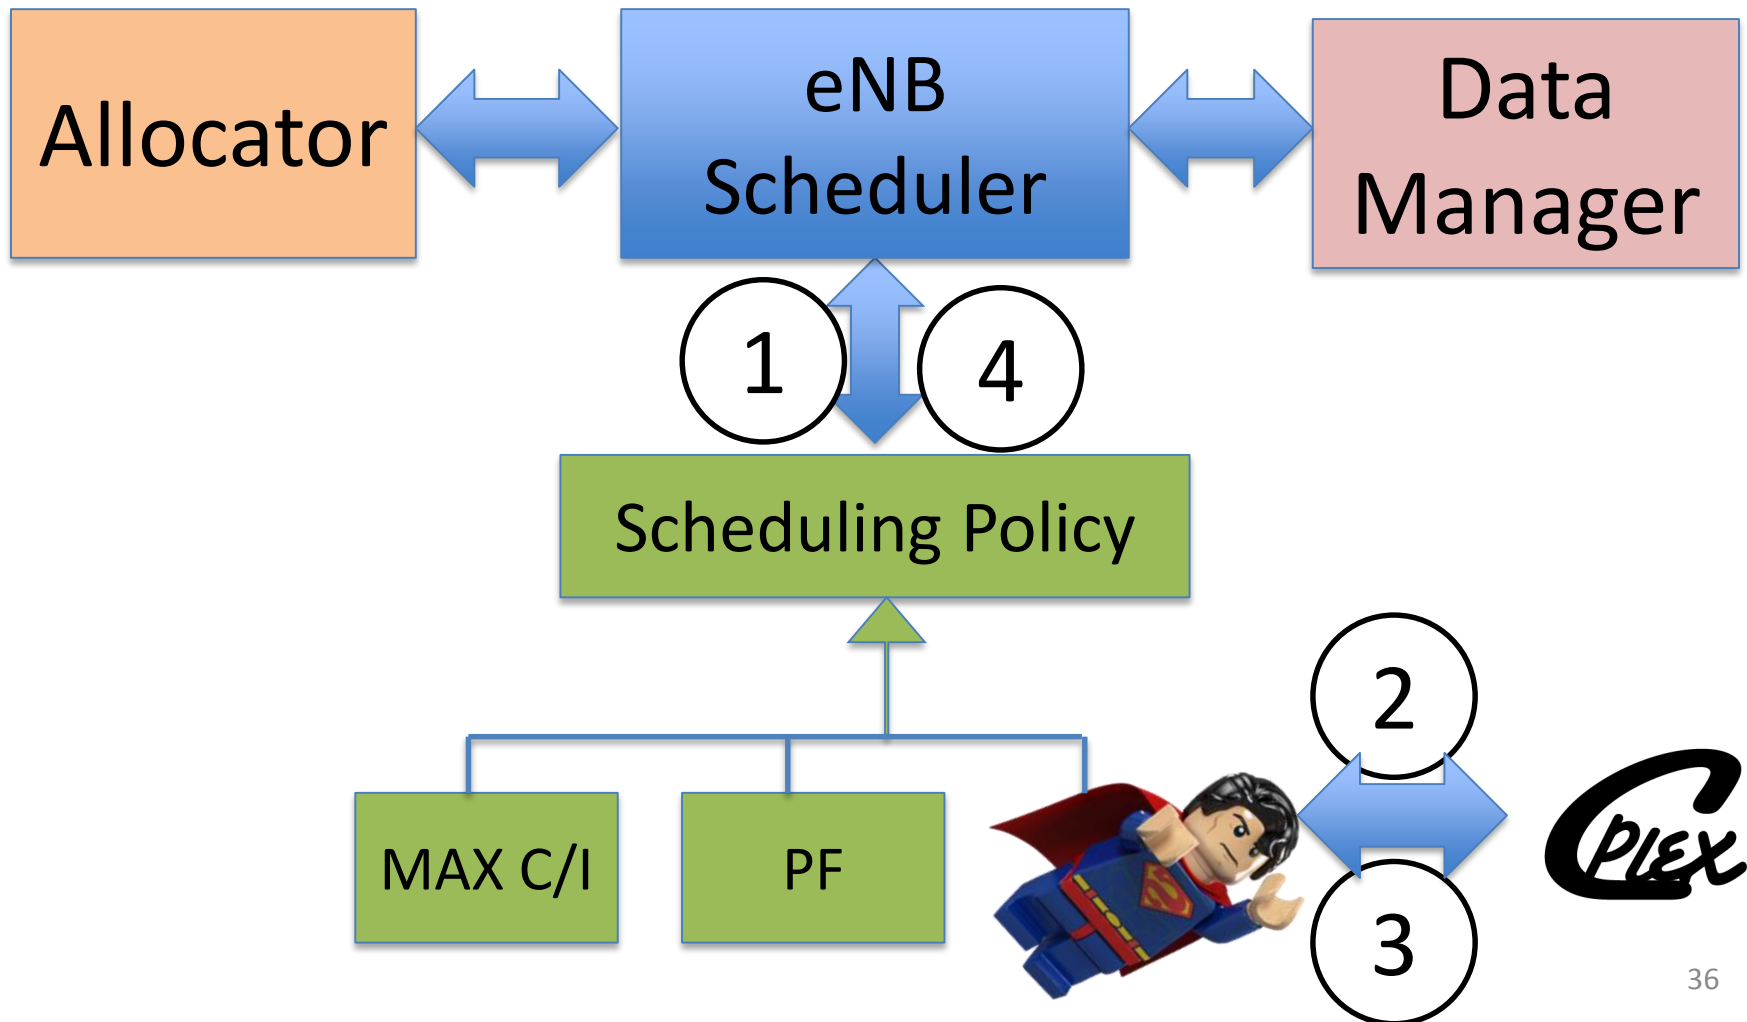 Allocator
eNB
Scheduler
Data
Manager
1
4
Scheduling Policy
2
MAX C/I
PF
CPLEX
3
36